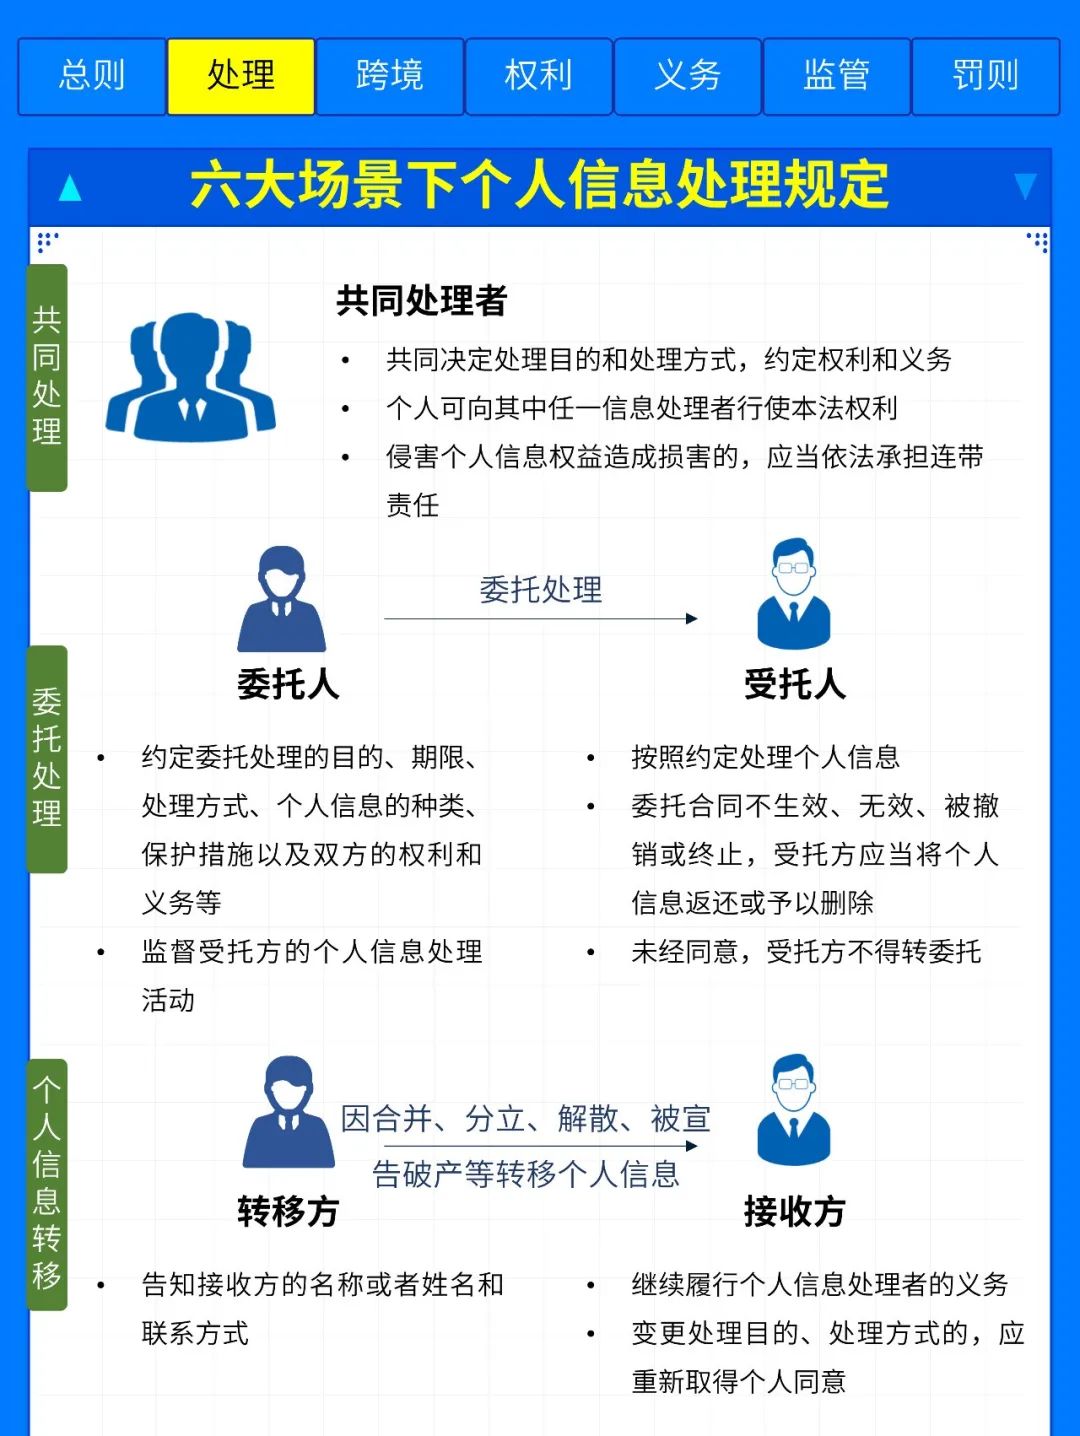 总则 处理 跨境 权利 义务 监管 罚则
六大场景下个人信息处理规定
共同处理
共同处理者
• 共同决定处理目的和处理方式，约定权利和义务
• 个人可向其中任一信息处理者行使本法权利
• 侵害个人信息权益造成损害的，应当依法承担连带
责任
委托处理
委托处理
委托人
受托人
• 约定委托处理的目的、期限、
处理方式、个人信息的种类、
保护措施以及双方的权利和
义务等
• 监督受托方的个人信息处理
活动
• 按照约定处理个人信息
• 委托合同不生效、无效、被撤
销或终止，受托方应当将个人
信息返还或予以删除
• 未经同意，受托方不得转委托
个人信息转移
因合并、分立、解散、被宣
告破产等转移个人信息
转移方
接收方
• 告知接收方的名称或者姓名和
联系方式
• 继续履行个人信息处理者的义务
• 变更处理目的、处理方式的，应
重新取得个人同意